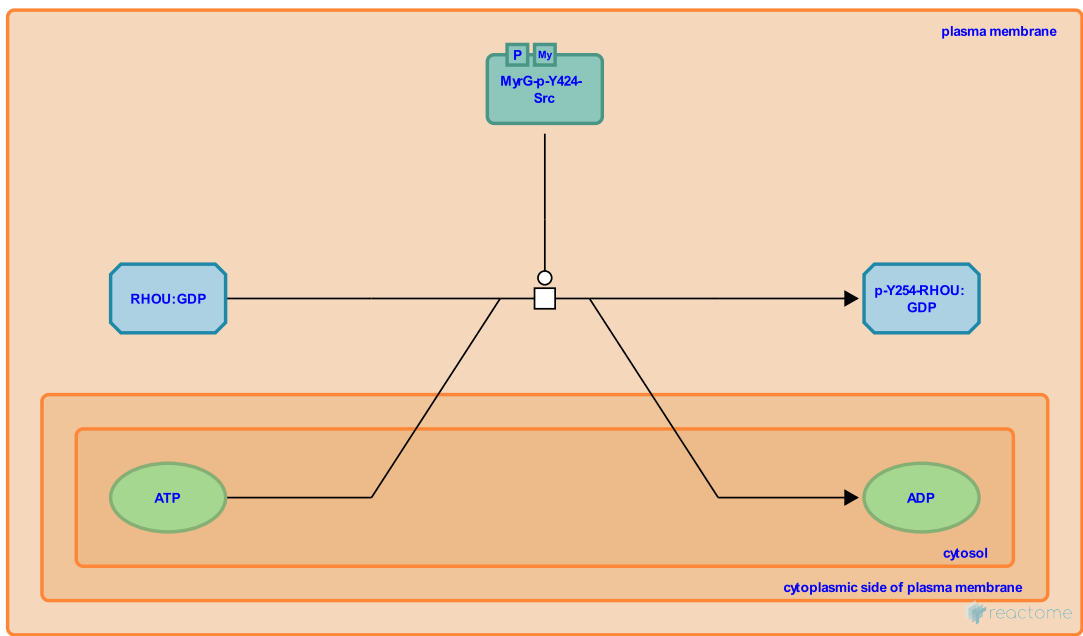 plasma membrane
P
My
MyrG-p-Y424-
Src
RHOU:GDP
p-Y254-RHOU:
GDP
ATP
ADP
cytosol
cytoplasmic side of plasma membrane
reactome